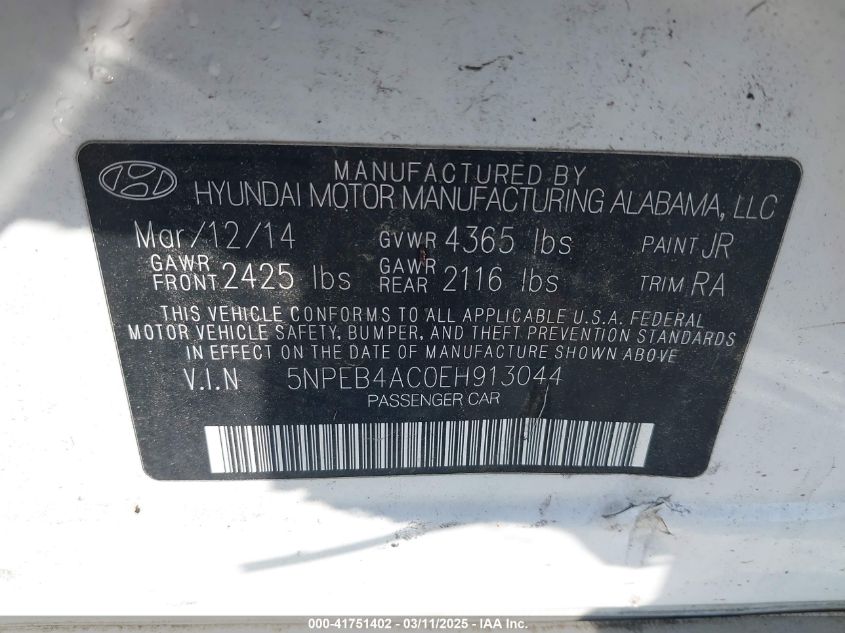 MANUFACTURED BY
HYUNDAI MOTOR MANUFACTURING ALABAMA, LLC
Mar/12/14 GVWR 4365 lbs PAINT JR
GAWR FRONT 2425 lbs GAWR REAR 2116 lbs TRIM RA
THIS VEHICLE CONFORMS TO ALL APPLICABLE U.S.A. FEDERAL
MOTOR VEHICLE SAFETY, BUMPER, AND THEFT PREVENTION STANDARDS
IN EFFECT ON THE DATE OF MANUFACTURE SHOWN ABOVE
V.I.N 5NPEB4AC0EH913044
PASSENGER CAR
000-41751402 - 03/11/2025 - IAA Inc.